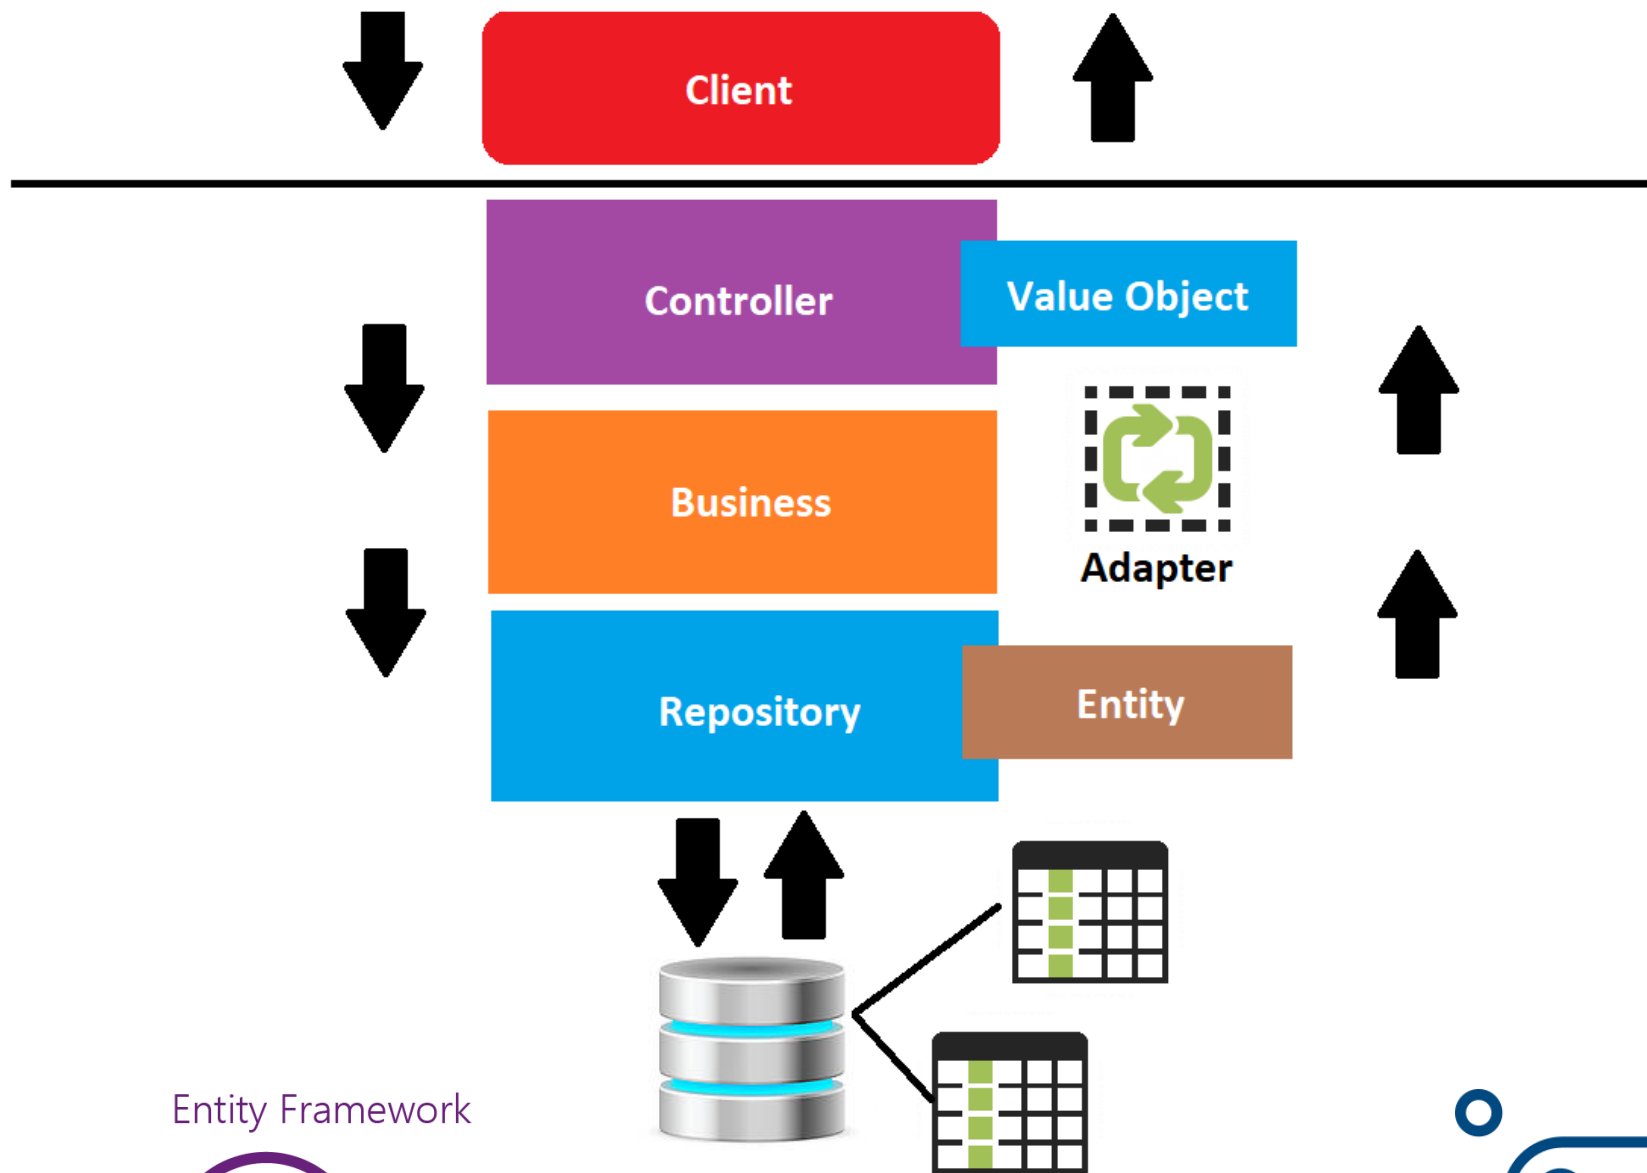 Client
Controller
Value Object
Business
Adapter
Repository
Entity
Entity Framework